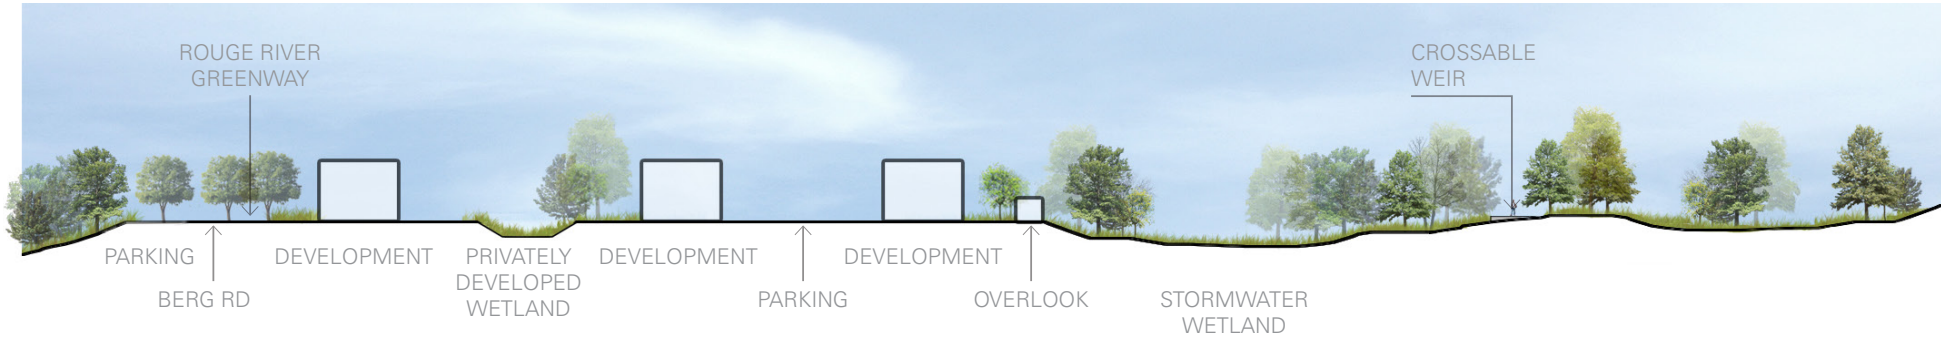 ROUGE RIVER
GREENWAY
CROSSABLE
WEIR
PARKING
BERG RD
DEVELOPMENT
PRIVATELY
DEVELOPED
WETLAND
DEVELOPMENT
PARKING
DEVELOPMENT
OVERLOOK
STORMWATER
WETLAND